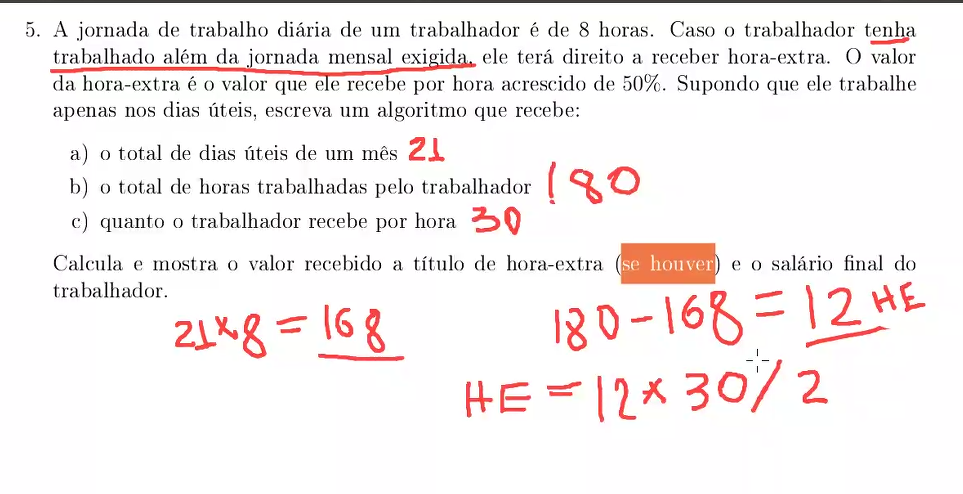 5. A jornada de trabalho diária de um trabalhador é de 8 horas. Caso o trabalhador tenha
trabalhado além da jornada mensal exigida, ele terá direito a receber hora-extra. O valor
da hora-extra é o valor que ele recebe por hora acrescido de 50%. Supondo que ele trabalhe
apenas nos dias úteis, escreva um algoritmo que recebe:
a) o total de dias úteis de um mês 21
b) o total de horas trabalhadas pelo trabalhador 180
c) quanto o trabalhador recebe por hora 30
Calcula e mostra o valor recebido a título de hora-extra (se houver) e o salário final do
trabalhador.
21 x 8 = 168
180 - 168 = 12 HE
HE = 12 x 30 / 2